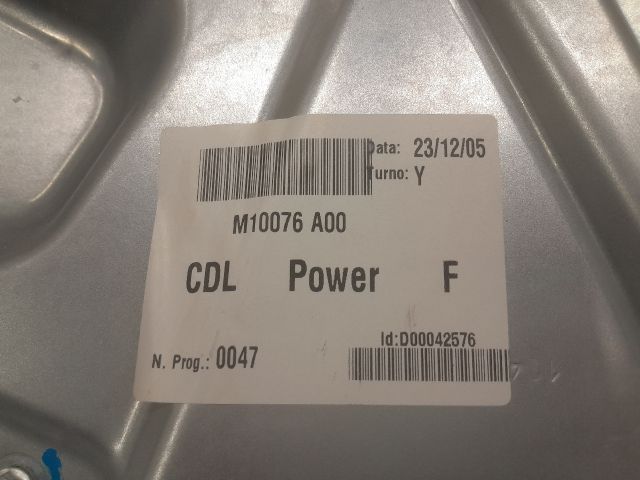 Data: 23/12/05
Turno: Y
M10076 A00
CDL Power F
Id:D00042576
N. Prog.: 0047